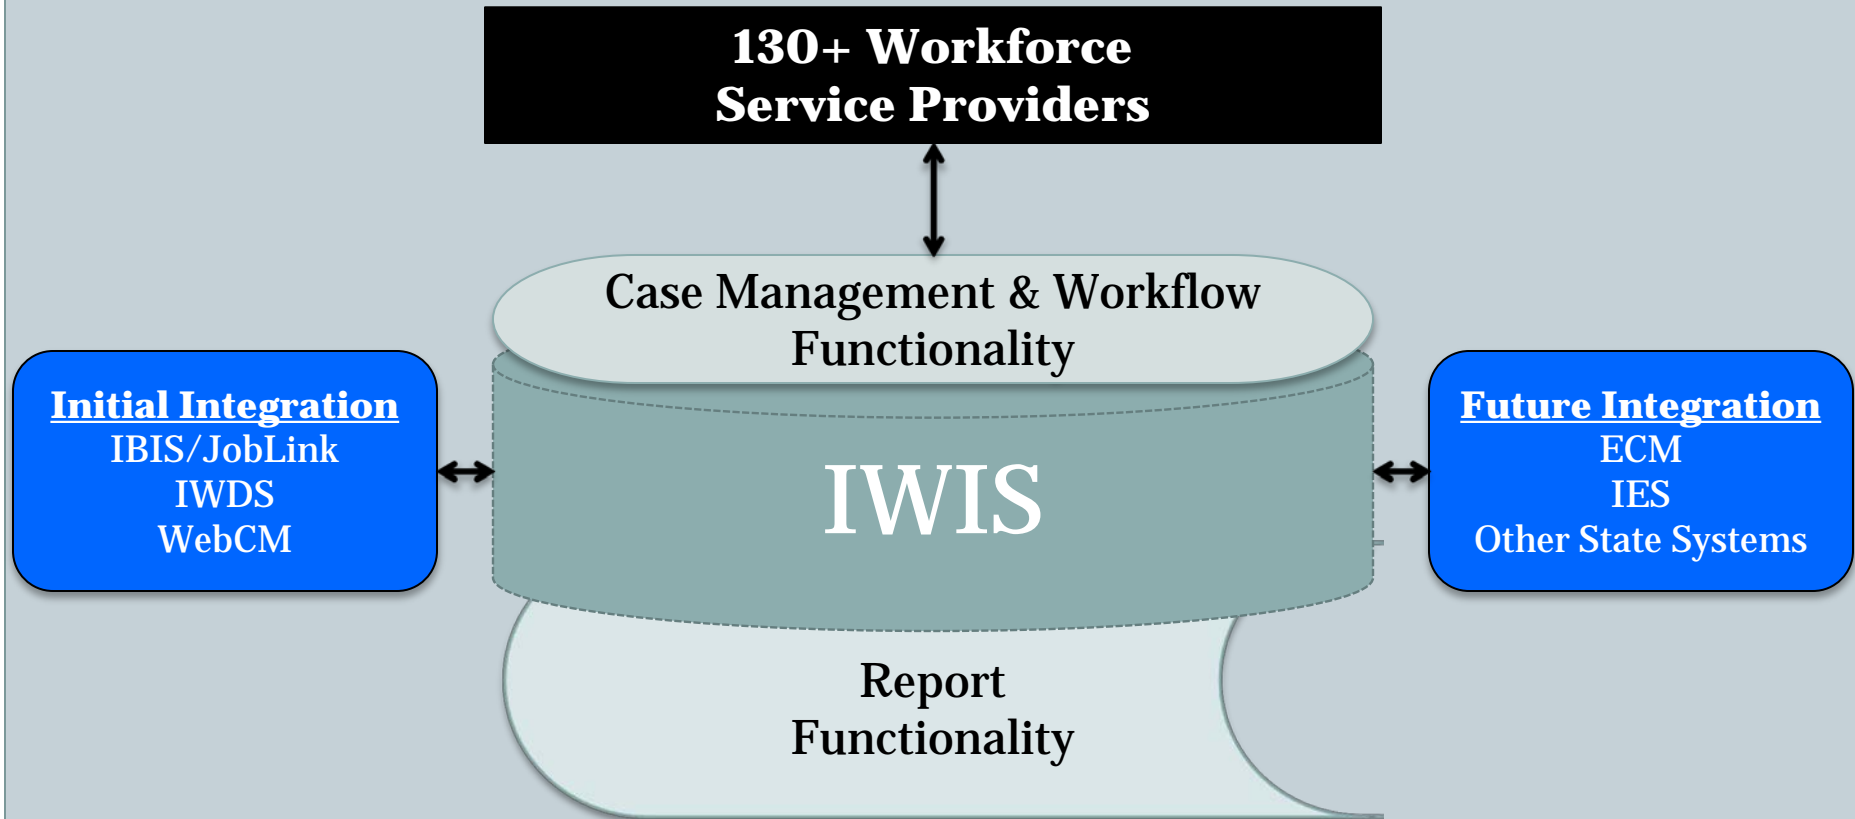 130+ Workforce
Service Providers
Case Management & Workflow
Functionality
Initial Integration
IBIS/JobLink
IWDS
WebCM
IWIS
Future Integration
ECM
IES
Other State Systems
Report
Functionality